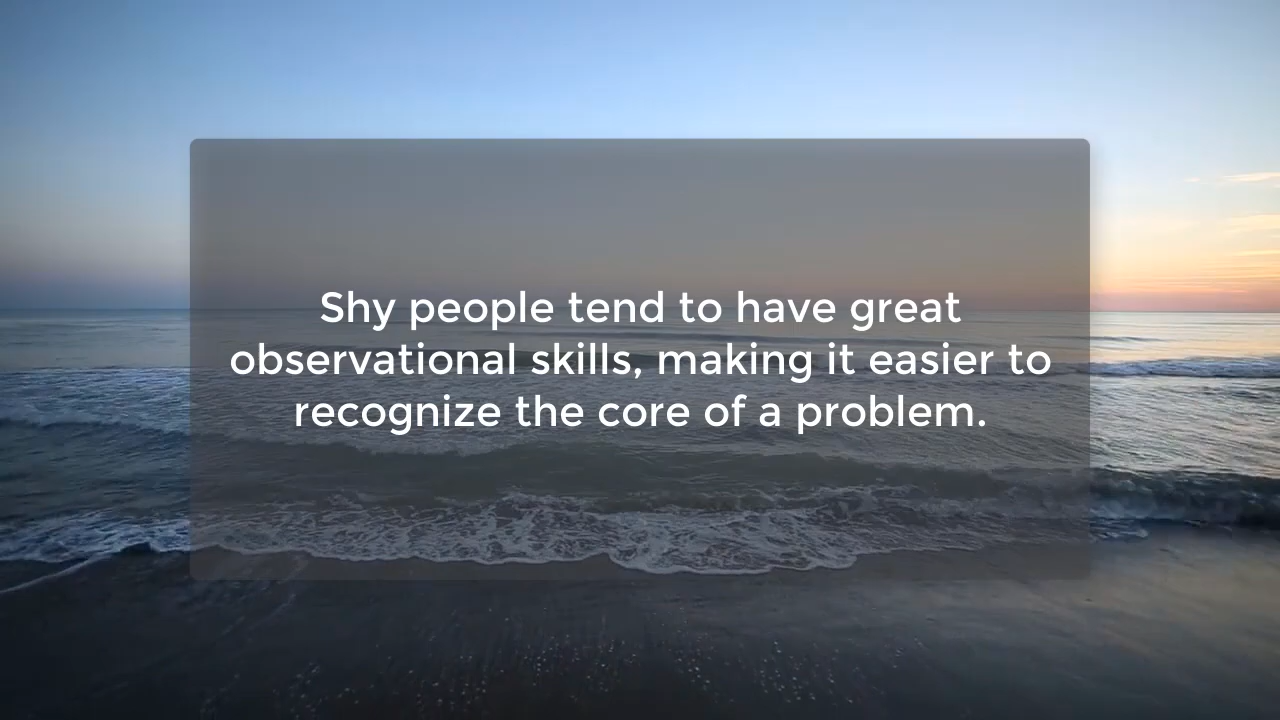 Shy people tend to have great
observational skills, making it easier to
recognize the core of a problem.